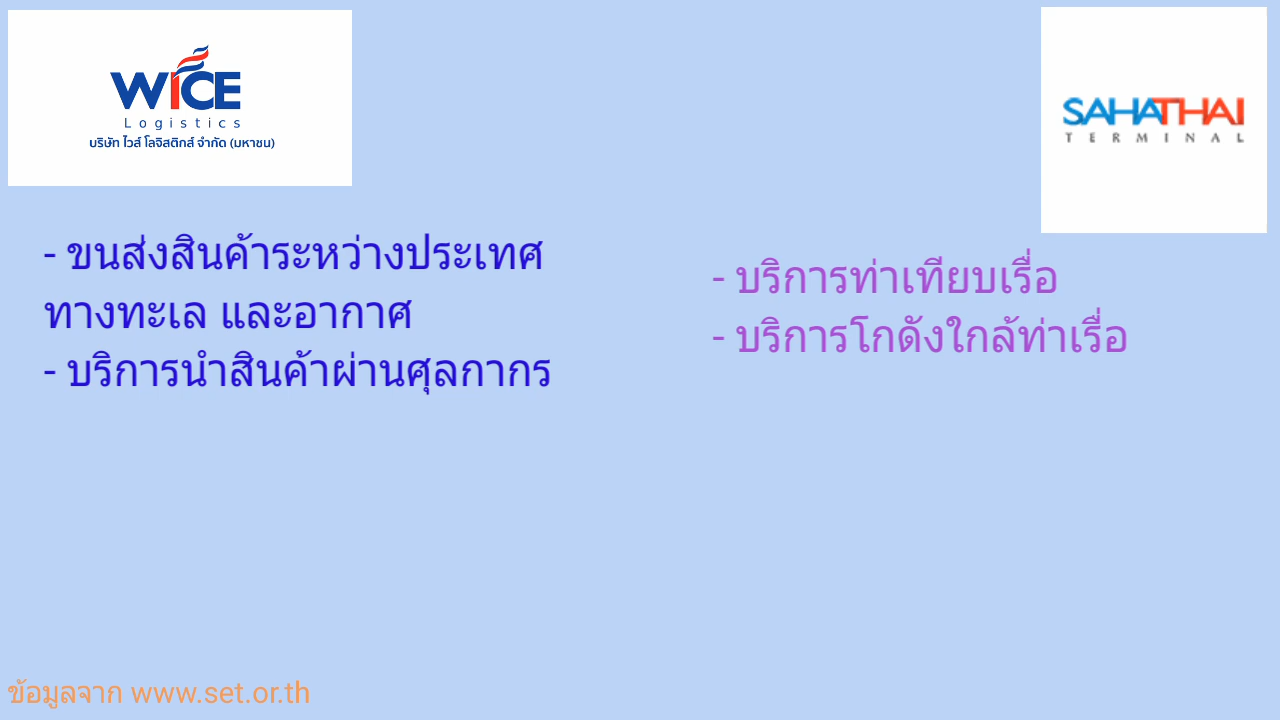 WICE
Logistics
บริษัท ไวส์ โลจิสติกส์ จำกัด (มหาชน)
SAHATHAI
TERMINAL
- ขนส่งสินค้าระหว่างประเทศ
ทางทะเล และอากาศ
- บริการนำสินค้าผ่านศุลกากร
- บริการท่าเทียบเรื่อ
- บริการโกดังใกล้ท่าเรื่อ
ข้อมูลจาก www.set.or.th